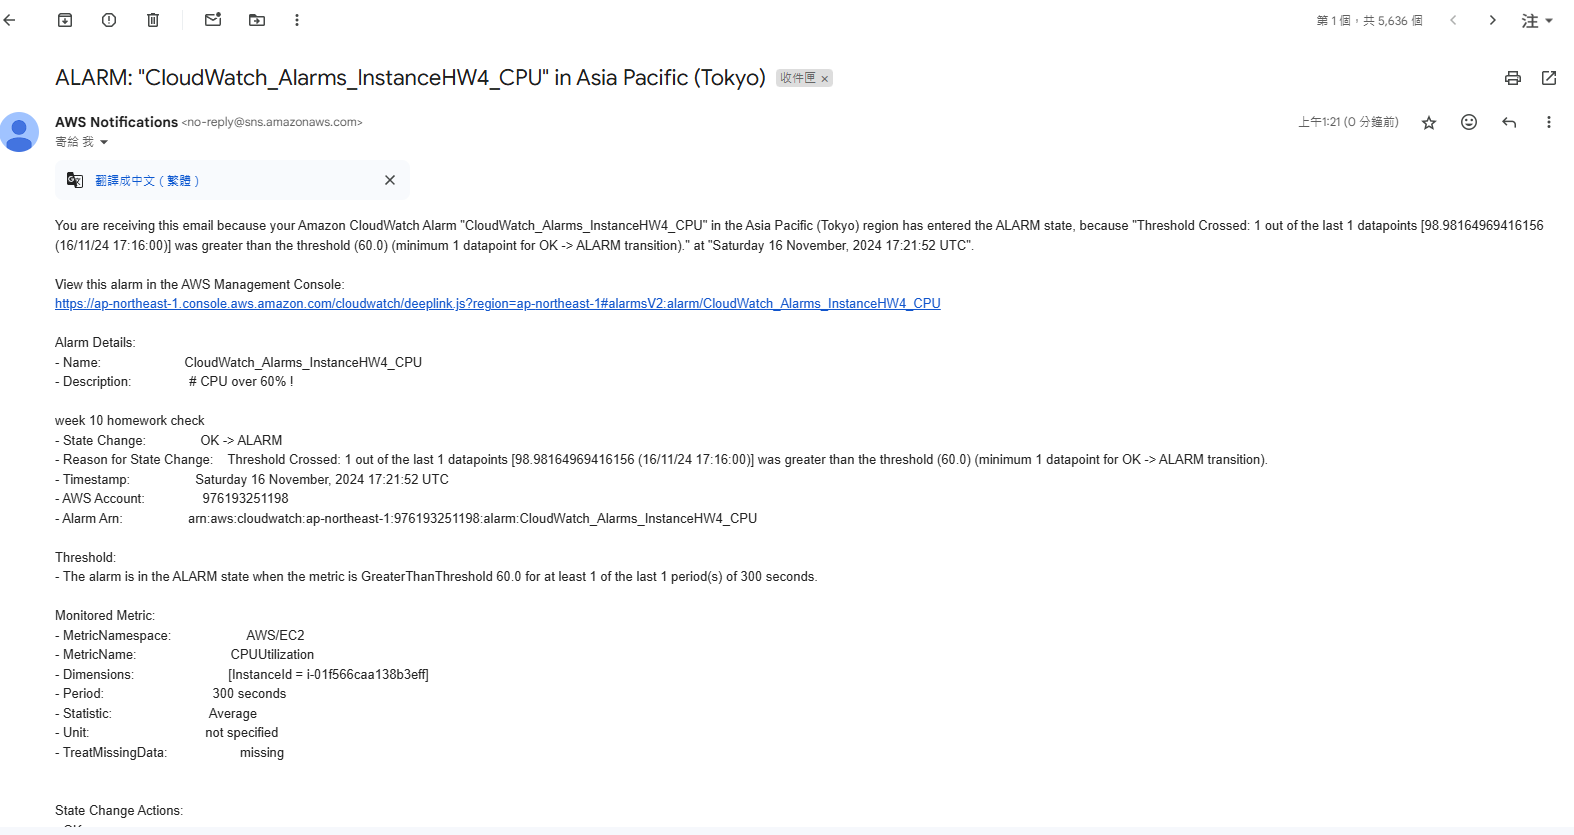 第 1 個，共 5,636 個
注
ALARM: "CloudWatch_Alarms_InstanceHW4_CPU" in Asia Pacific (Tokyo)
收件匣 ×
AWS Notifications <no-reply@sns.amazonaws.com>
上午1:21 (0 分鐘前)
寄給 我
翻譯成中文 ( 繁體 )
You are receiving this email because your Amazon CloudWatch Alarm "CloudWatch_Alarms_InstanceHW4_CPU" in the Asia Pacific (Tokyo) region has entered the ALARM state, because "Threshold Crossed: 1 out of the last 1 datapoints [98.98164969416156
(16/11/24 17:16:00)] was greater than the threshold (60.0) (minimum 1 datapoint for OK -> ALARM transition)." at "Saturday 16 November, 2024 17:21:52 UTC".
View this alarm in the AWS Management Console:
https://ap-northeast-1.console.aws.amazon.com/cloudwatch/deeplink.js?region=ap-northeast-1#alarmsV2:alarm/CloudWatch_Alarms_InstanceHW4_CPU
Alarm Details:
- Name: CloudWatch_Alarms_InstanceHW4_CPU
- Description: # CPU over 60% !
week 10 homework check
- State Change: OK -> ALARM
- Reason for State Change: Threshold Crossed: 1 out of the last 1 datapoints [98.98164969416156 (16/11/24 17:16:00)] was greater than the threshold (60.0) (minimum 1 datapoint for OK -> ALARM transition).
- Timestamp: Saturday 16 November, 2024 17:21:52 UTC
- AWS Account: 976193251198
- Alarm Arn: arn:aws:cloudwatch:ap-northeast-1:976193251198:alarm:CloudWatch_Alarms_InstanceHW4_CPU
Threshold:
- The alarm is in the ALARM state when the metric is GreaterThanThreshold 60.0 for at least 1 of the last 1 period(s) of 300 seconds.
Monitored Metric:
- MetricNamespace: AWS/EC2
- MetricName: CPUUtilization
- Dimensions: [InstanceId = i-01f566caa138b3eff]
- Period: 300 seconds
- Statistic: Average
- Unit: not specified
- TreatMissingData: missing
State Change Actions: